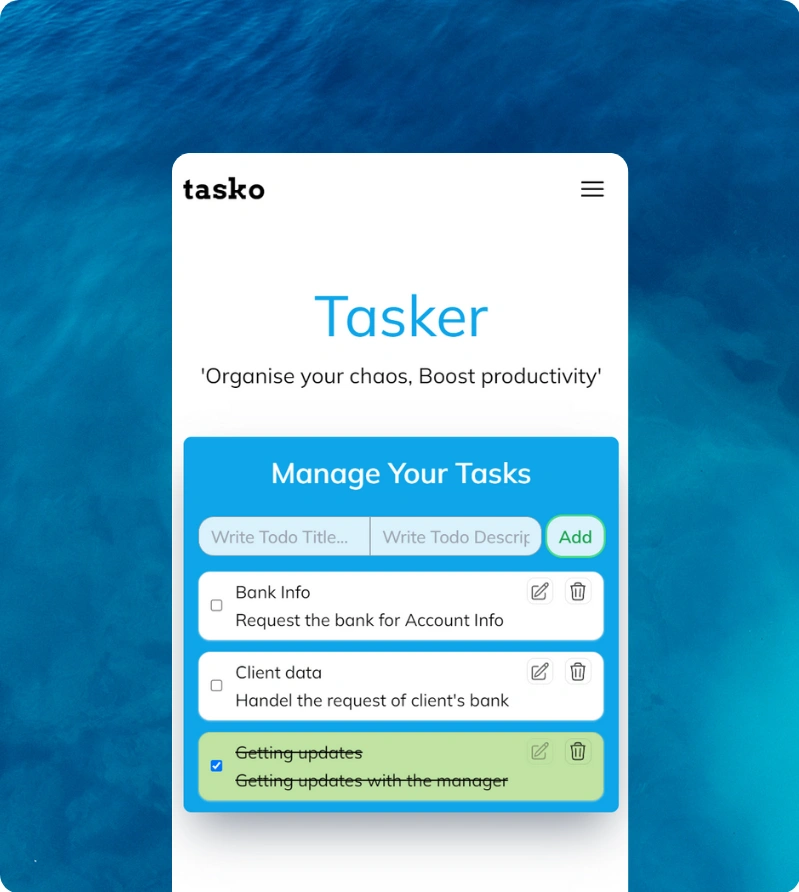 tasko
Tasker
'Organise your chaos, Boost productivity'
Manage Your Tasks
Write Todo Title... Write Todo Descrip Add
Bank Info
Request the bank for Account Info
Client data
Handel the request of client's bank
Getting updates
Getting updates with the manager